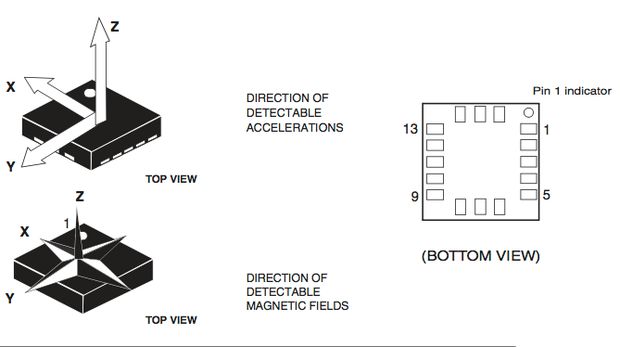 Z
X
Y
TOP VIEW
DIRECTION OF
DETECTABLE
ACCELERATIONS
Z
1
X
Y
TOP VIEW
DIRECTION OF
DETECTABLE
MAGNETIC FIELDS
Pin 1 indicator
13
1
9
5
(BOTTOM VIEW)